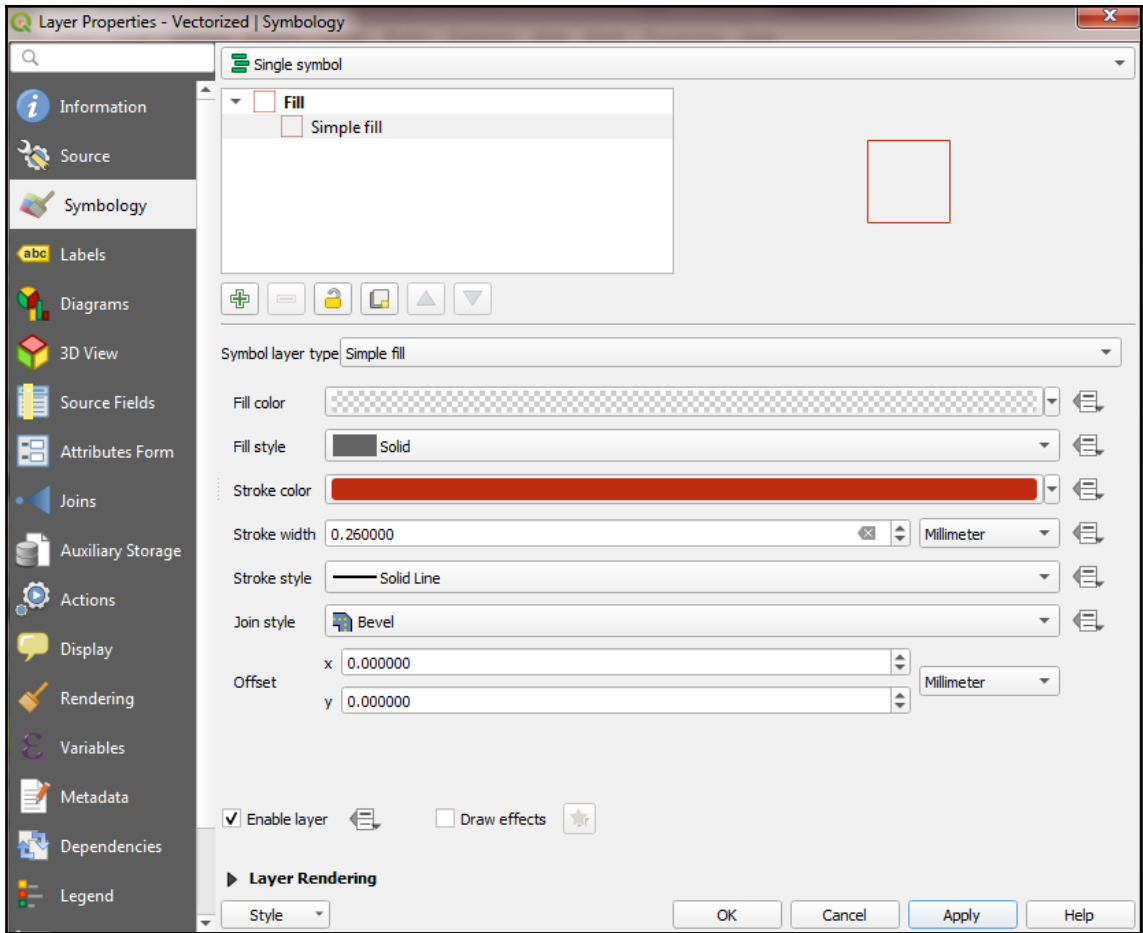 Layer Properties - Vectorized | Symbology
Information
Source
Symbology
abc Labels
Diagrams
3D View
Source Fields
Attributes Form
Joins
Auxiliary Storage
Actions
Display
Rendering
Variables
Metadata
Dependencies
Legend
Single symbol
Fill
Simple fill
Symbol layer type Simple fill
Fill color
Fill style Solid
Stroke color
Stroke width 0.260000 Millimeter
Stroke style Solid Line
Join style Bevel
Offset x 0.000000 Millimeter
y 0.000000
Enable layer Draw effects
Layer Rendering
Style OK Cancel Apply Help